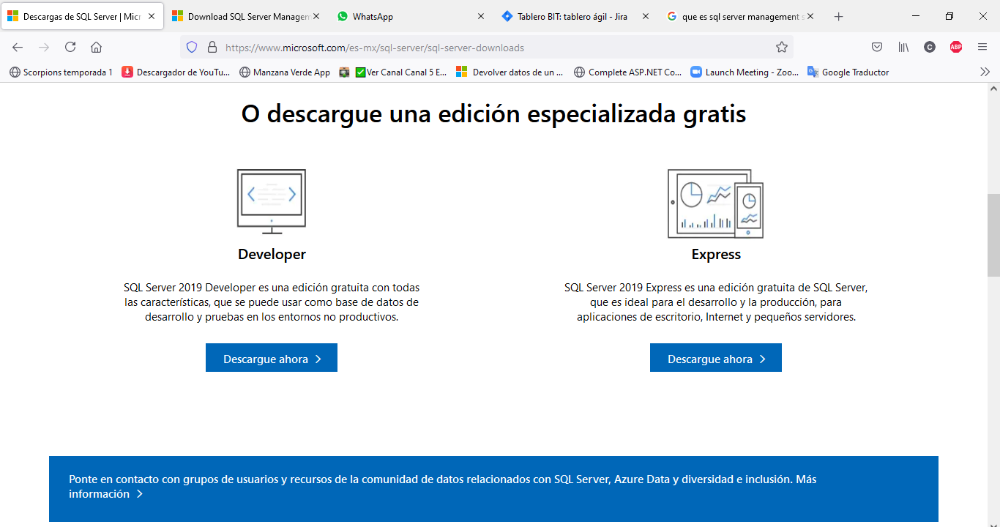 Descargas de SQL Server | Micr
Download SQL Server Managem
WhatsApp
Tablero BIT: tablero ágil - Jira
que es sql server management s
https://www.microsoft.com/es-mx/sql-server/sql-server-downloads
C
ABP
Scorpions temporada 1
Descargador de YouTu...
Manzana Verde App
Ver Canal Canal 5 E...
Devolver datos de un ...
Complete ASP.NET Co...
Launch Meeting - Zoo...
Google Traductor
O descargue una edición especializada gratis
Developer
SQL Server 2019 Developer es una edición gratuita con todas
las características, que se puede usar como base de datos de
desarrollo y pruebas en los entornos no productivos.
Descargue ahora
Express
SQL Server 2019 Express es una edición gratuita de SQL Server,
que es ideal para el desarrollo y la producción, para
aplicaciones de escritorio, Internet y pequeños servidores.
Descargue ahora
Ponte en contacto con grupos de usuarios y recursos de la comunidad de datos relacionados con SQL Server, Azure Data y diversidad e inclusión. Más
información